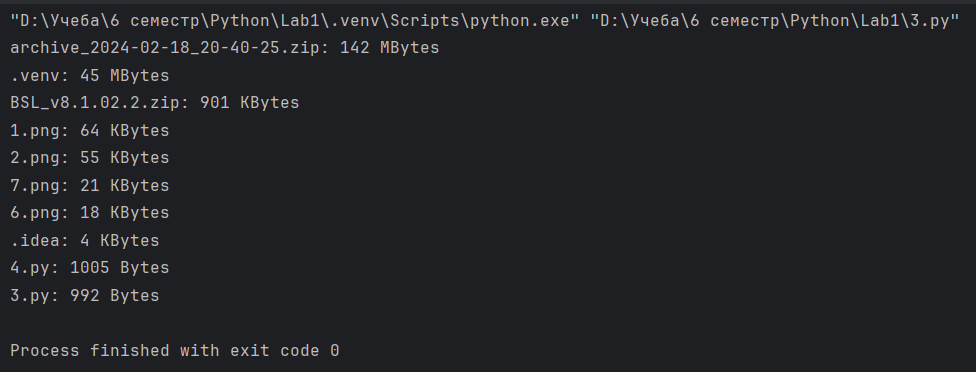 "D:\Учеба\6 семестр\Python\Lab1\.venv\Scripts\python.exe" "D:\Учеба\6 семестр\Python\Lab1\3.py"
archive_2024-02-18_20-40-25.zip: 142 MBytes
.venv: 45 MBytes
BSL_v8.1.02.2.zip: 901 KBytes
1.png: 64 KBytes
2.png: 55 KBytes
7.png: 21 KBytes
6.png: 18 KBytes
.idea: 4 KBytes
4.py: 1005 Bytes
3.py: 992 Bytes
Process finished with exit code 0